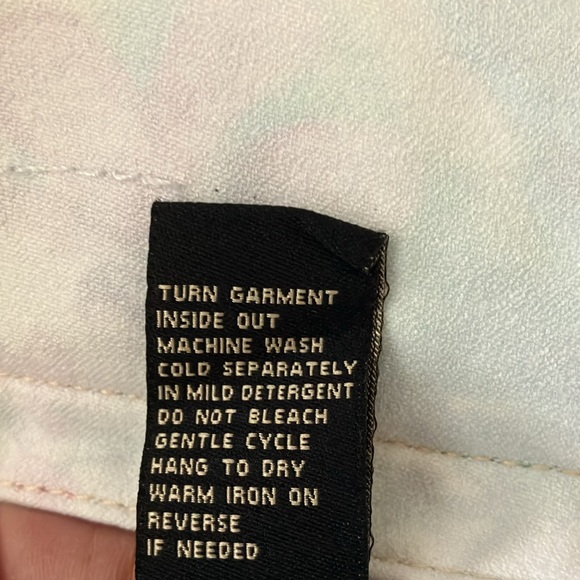 TURN GARMENT
INSIDE OUT
MACHINE WASH
COLD SEPARATELY
IN MILD DETERGENT
DO NOT BLEACH
GENTLE CYCLE
HANG TO DRY
WARM IRON ON
REVERSE
IF NEEDED